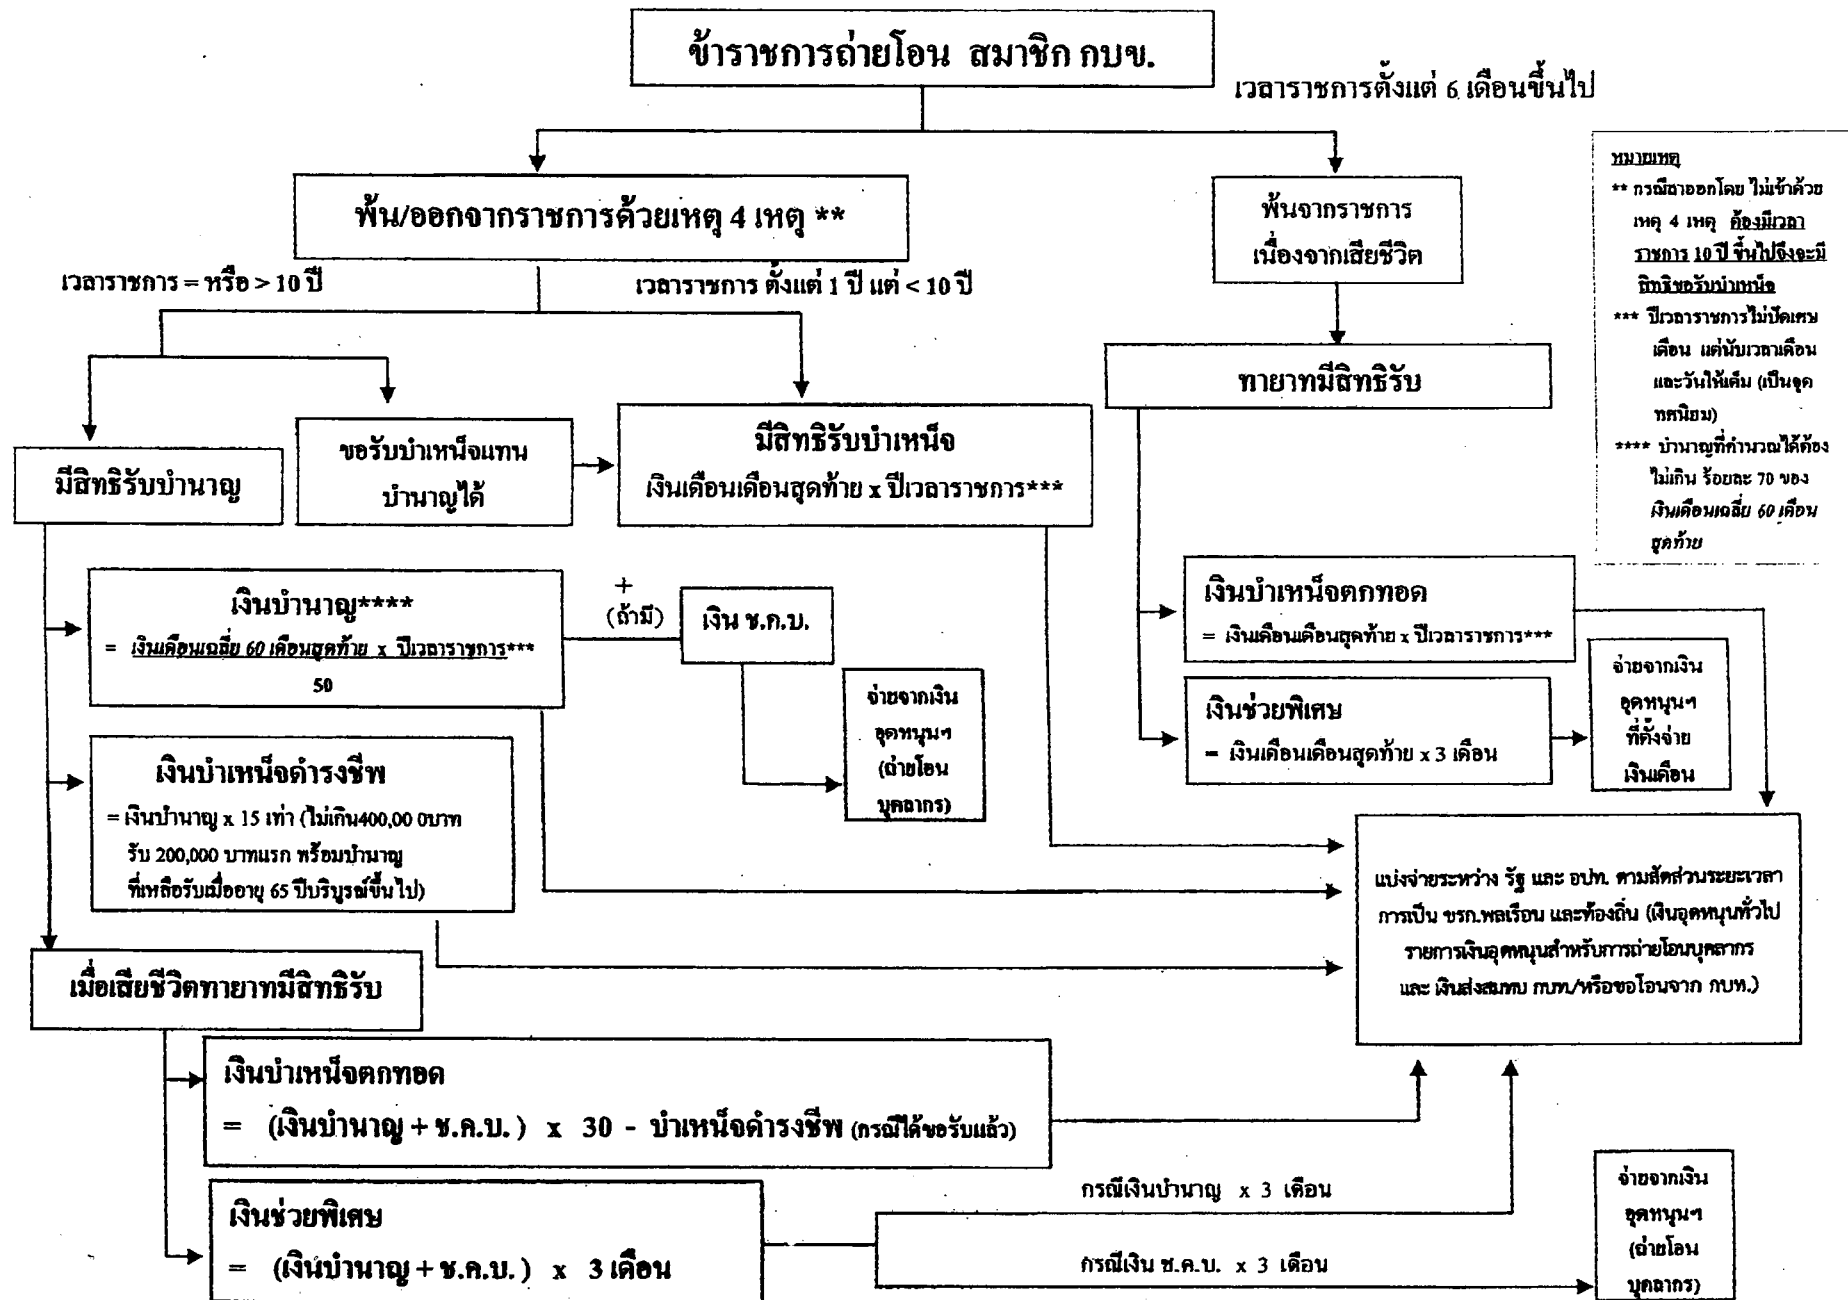 ข้าราชการถ่ายโอน สมาชิก กบข.
เวลาราชการตั้งแต่ 6 เดือนขึ้นไป
พ้น/ออกจากราชการด้วยเหตุ 4 เหตุ **
พ้นจากราชการ
เนื่องจากเสียชีวิต
หมายเหตุ
** กรณีลาออกโดย ไม่เข้าด้วย
เหตุ 4 เหตุ ต้องมีเวลา
ราชการ 10 ปี ขึ้นไปจึงจะมี
สิทธิขอรับบำเหน็จ
*** ปีเวลาราชการไม่ปัดเศษ
เดือน แต่นับเวลาเดือน
และวันให้เต็ม (เป็นจุด
ทศนิยม)
**** บำนาญที่คำนวณได้ต้อง
ไม่เกิน ร้อยละ 70 ของ
เงินเดือนเฉลี่ย 60 เดือน
สุดท้าย
เวลาราชการ = หรือ > 10 ปี
เวลาราชการ ตั้งแต่ 1 ปี แต่ < 10 ปี
ทายาทมีสิทธิรับ
มีสิทธิรับบำนาญ
ขอรับบำเหน็จแทน
บำนาญได้
มีสิทธิรับบำเหน็จ
เงินเดือนเดือนสุดท้าย x ปีเวลาราชการ***
เงินบำนาญ****
= เงินเดือนเฉลี่ย 60 เดือนสุดท้าย x ปีเวลาราชการ***
50
+
(ถ้ามี)
เงิน ช.ค.บ.
จ่ายจากเงิน
อุดหนุนฯ
(ถ่ายโอน
บุคลากร)
เงินบำเหน็จตกทอด
= เงินเดือนเดือนสุดท้าย x ปีเวลาราชการ***
เงินช่วยพิเศษ
= เงินเดือนเดือนสุดท้าย x 3 เดือน
จ่ายจากเงิน
อุดหนุนฯ
ที่ตั้งจ่าย
เงินเดือน
เงินบำเหน็จดำรงชีพ
= เงินบำนาญ x 15 เท่า (ไม่เกิน400,00 0บาท
รับ 200,000 บาทแรก พร้อมบำนาญ
ที่เหลือรับเมื่ออายุ 65 ปีบริบูรณ์ขึ้นไป)
แบ่งจ่ายระหว่าง รัฐ และ อปท. ตามสัดส่วนระยะเวลา
การเป็น ขรก.พลเรือน และท้องถิ่น (เงินอุดหนุนทั่วไป
รายการเงินอุดหนุนสำหรับการถ่ายโอนบุคลากร
และ เงินส่งสมทบ กบท./หรือขอโอนจาก กบท.)
เมื่อเสียชีวิตทายาทมีสิทธิรับ
เงินบำเหน็จตกทอด
= (เงินบำนาญ + ช.ค.บ. ) x 30 - บำเหน็จดำรงชีพ (กรณีได้ขอรับแล้ว)
เงินช่วยพิเศษ
= (เงินบำนาญ + ช.ค.บ. ) x 3 เดือน
กรณีเงินบำนาญ x 3 เดือน
กรณีเงิน ช.ค.บ. x 3 เดือน
จ่ายจากเงิน
อุดหนุนฯ
(ถ่ายโอน
บุคลากร)